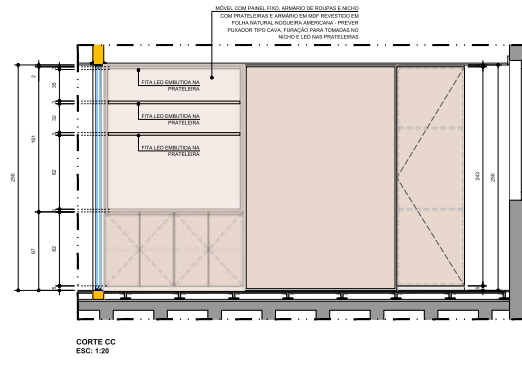 MÓVEL COM PAINEL FIXO, ARMÁRIO DE ROUPAS E NICHO
COM PRATELEIRAS E ARMÁRIO EM MDF REVESTIDO EM
FOLHA NATURAL NOGUEIRA AMERICANA - PREVER
PUXADOR TIPO CAVA, FURAÇÃO PARA TOMADAS NO
NICHO E LED NAS PRATELEIRAS
FITA LED EMBUTIDA NA
PRATELEIRA
FITA LED EMBUTIDA NA
PRATELEIRA
FITA LED EMBUTIDA NA
PRATELEIRA
2
35
32
161
62
250
243
250
87
62
CORTE CC
ESC: 1:20